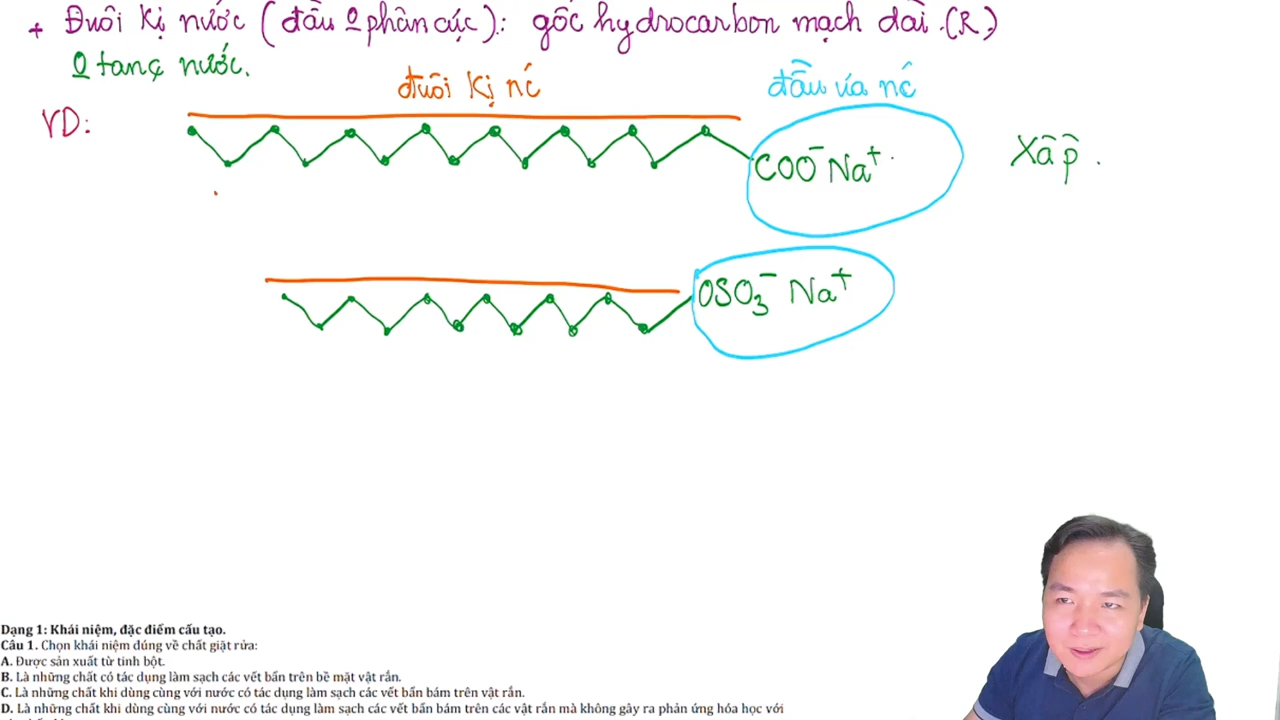 + Đuôi kị nước (đầu ko phân cực): gốc hydrocarbon mạch dài (R)
ko tan trong nước.
đuôi kị nc
đầu ưa nc
VD:
COO⁻Na⁺
Xà p .
OSO₃⁻ Na⁺
Dạng 1: Khái niệm, đặc điểm cấu tạo.
Câu 1. Chọn khái niệm đúng về chất giặt rửa:
A. Được sản xuất từ tinh bột.
B. Là những chất có tác dụng làm sạch các vết bẩn trên bề mặt vật rắn.
C. Là những chất khi dùng cùng với nước có tác dụng làm sạch các vết bẩn bám trên vật rắn.
D. Là những chất khi dùng cùng với nước có tác dụng làm sạch các vết bẩn bám trên các vật rắn mà không gây ra phản ứng hóa học với